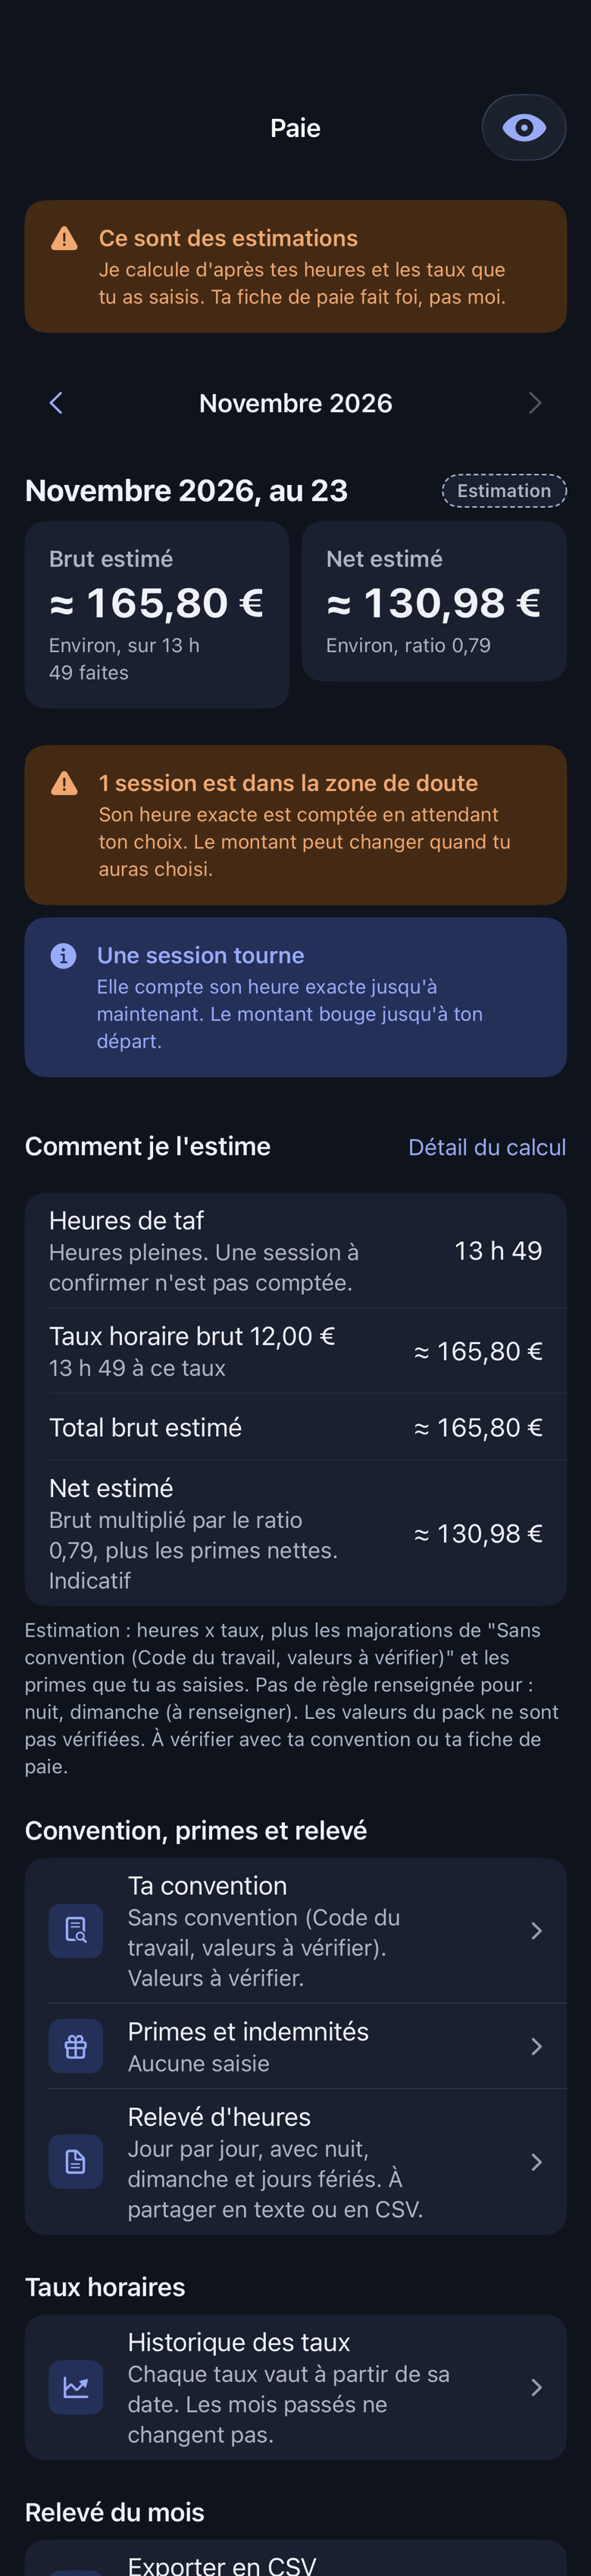 Paie
Ce sont des estimations
Je calcule d'après tes heures et les taux que
tu as saisis. Ta fiche de paie fait foi, pas moi.
Novembre 2026
Novembre 2026, au 23
Estimation
Brut estimé
≈ 165,80 €
Environ, sur 13 h
49 faites
Net estimé
≈ 130,98 €
Environ, ratio 0,79
1 session est dans la zone de doute
Son heure exacte est comptée en attendant
ton choix. Le montant peut changer quand tu
auras choisi.
Une session tourne
Elle compte son heure exacte jusqu'à
maintenant. Le montant bouge jusqu'à ton
départ.
Comment je l'estime
Détail du calcul
Heures de taf
Heures pleines. Une session à
confirmer n'est pas comptée.
13 h 49
Taux horaire brut 12,00 €
13 h 49 à ce taux
≈ 165,80 €
Total brut estimé
≈ 165,80 €
Net estimé
Brut multiplié par le ratio
0,79, plus les primes nettes.
Indicatif
≈ 130,98 €
Estimation : heures x taux, plus les majorations de "Sans
convention (Code du travail, valeurs à vérifier)" et les
primes que tu as saisies. Pas de règle renseignée pour :
nuit, dimanche (à renseigner). Les valeurs du pack ne sont
pas vérifiées. À vérifier avec ta convention ou ta fiche de
paie.
Convention, primes et relevé
Ta convention
Sans convention (Code du
travail, valeurs à vérifier).
Valeurs à vérifier.
Primes et indemnités
Aucune saisie
Relevé d'heures
Jour par jour, avec nuit,
dimanche et jours fériés. À
partager en texte ou en CSV.
Taux horaires
Historique des taux
Chaque taux vaut à partir de sa
date. Les mois passés ne
changent pas.
Relevé du mois
Exporter en CSV